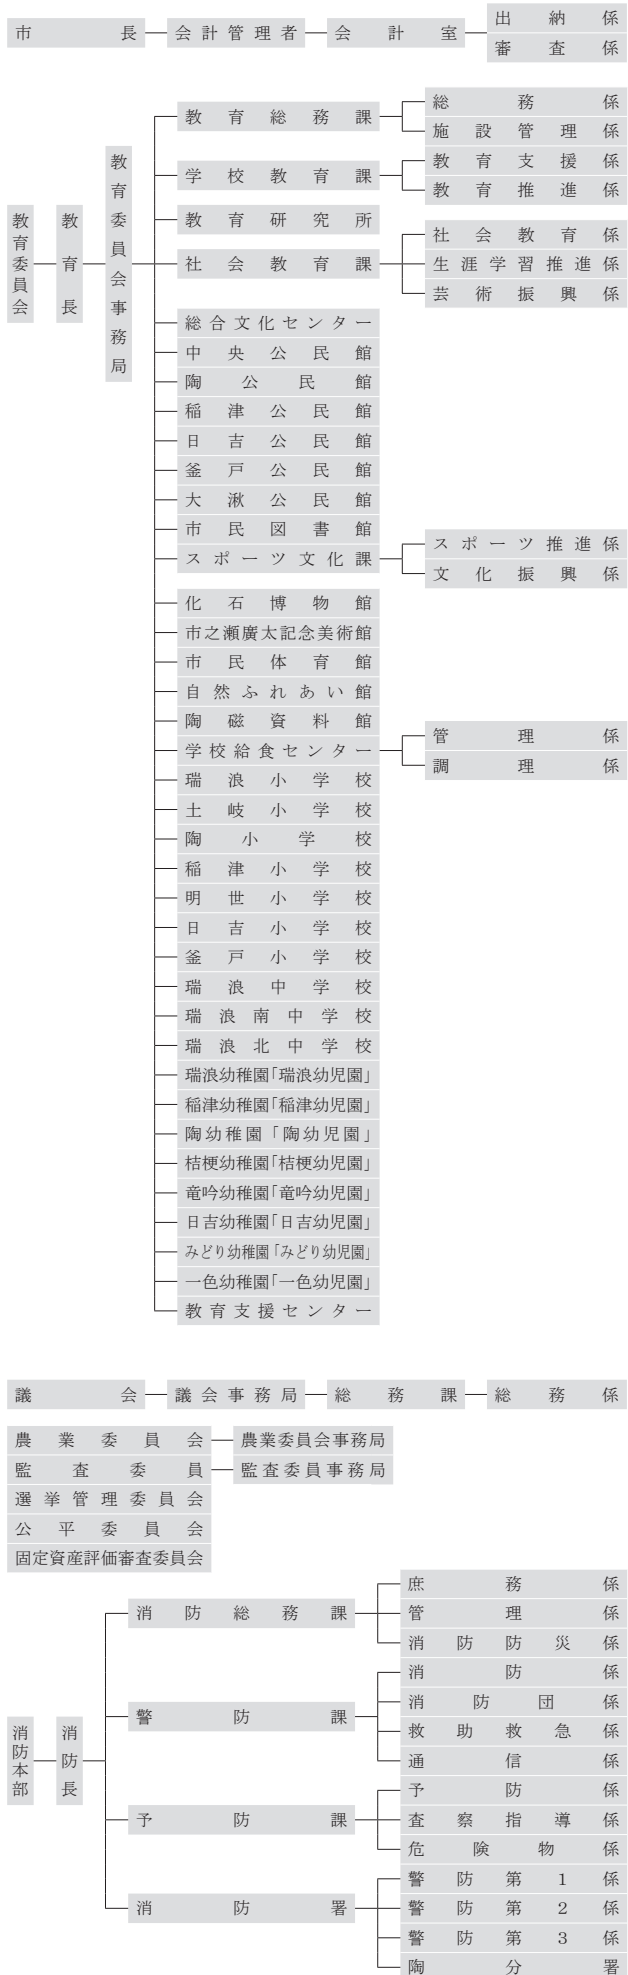 市長 会計管理者 会計室 出納係
審査係
教育委員会 教育長 教育委員会事務局
教育総務課 総務係
施設管理係
学校教育課 教育支援係
教育推進係
教育研究所
社会教育課 社会教育係
生涯学習推進係
芸術振興係
総合文化センター
中央公民館
陶公民館
稲津公民館
日吉公民館
釜戸公民館
大湫公民館
市民図書館
スポーツ文化課 スポーツ推進係
文化振興係
化石博物館
市之瀬廣太記念美術館
市民体育館
自然ふれあい館
陶磁資料館
学校給食センター 管理係
調理係
瑞浪小学校
土岐小学校
陶小学校
稲津小学校
明世小学校
日吉小学校
釜戸小学校
瑞浪中学校
瑞浪南中学校
瑞浪北中学校
瑞浪幼稚園「瑞浪幼児園」
稲津幼稚園「稲津幼児園」
陶幼稚園「陶幼児園」
桔梗幼稚園「桔梗幼児園」
竜吟幼稚園「竜吟幼児園」
日吉幼稚園「日吉幼児園」
みどり幼稚園「みどり幼児園」
一色幼稚園「一色幼児園」
教育支援センター
議会 議会事務局 総務課 総務係
農業委員会 農業委員会事務局
監査委員 監査委員事務局
選挙管理委員会
公平委員会
固定資産評価審査委員会
消防本部 消防長
消防総務課 庶務係
管理係
消防防災係
警防課 消防係
消防団係
救助救急係
通信係
予防課 予防係
査察指導係
危険物係
消防署 警防第1係
警防第2係
警防第3係
陶分署